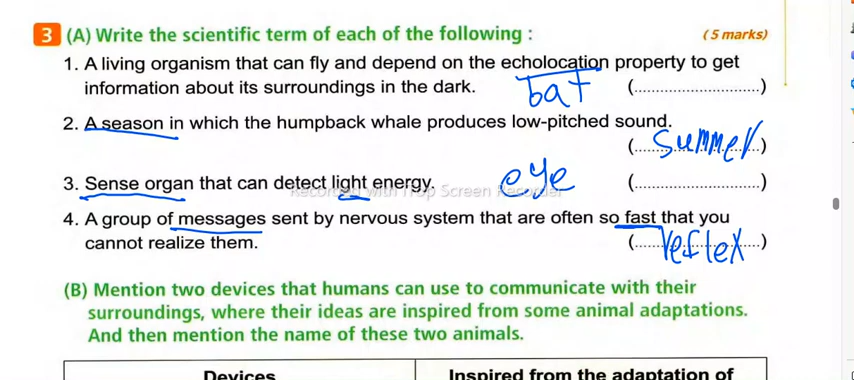 3 (A) Write the scientific term of each of the following : (5 marks)
1. A living organism that can fly and depend on the echolocation property to get
information about its surroundings in the dark. bat (............................)
2. A season in which the humpback whale produces low-pitched sound.
(.....summer.....)
3. Sense organ that can detect light energy. eye (............................)
Recorded with Trop Screen Recorder
4. A group of messages sent by nervous system that are often so fast that you
cannot realize them. (.....reflex.....)
(B) Mention two devices that humans can use to communicate with their
surroundings, where their ideas are inspired from some animal adaptations.
And then mention the name of these two animals.
Devices Inspired from the adaptation of